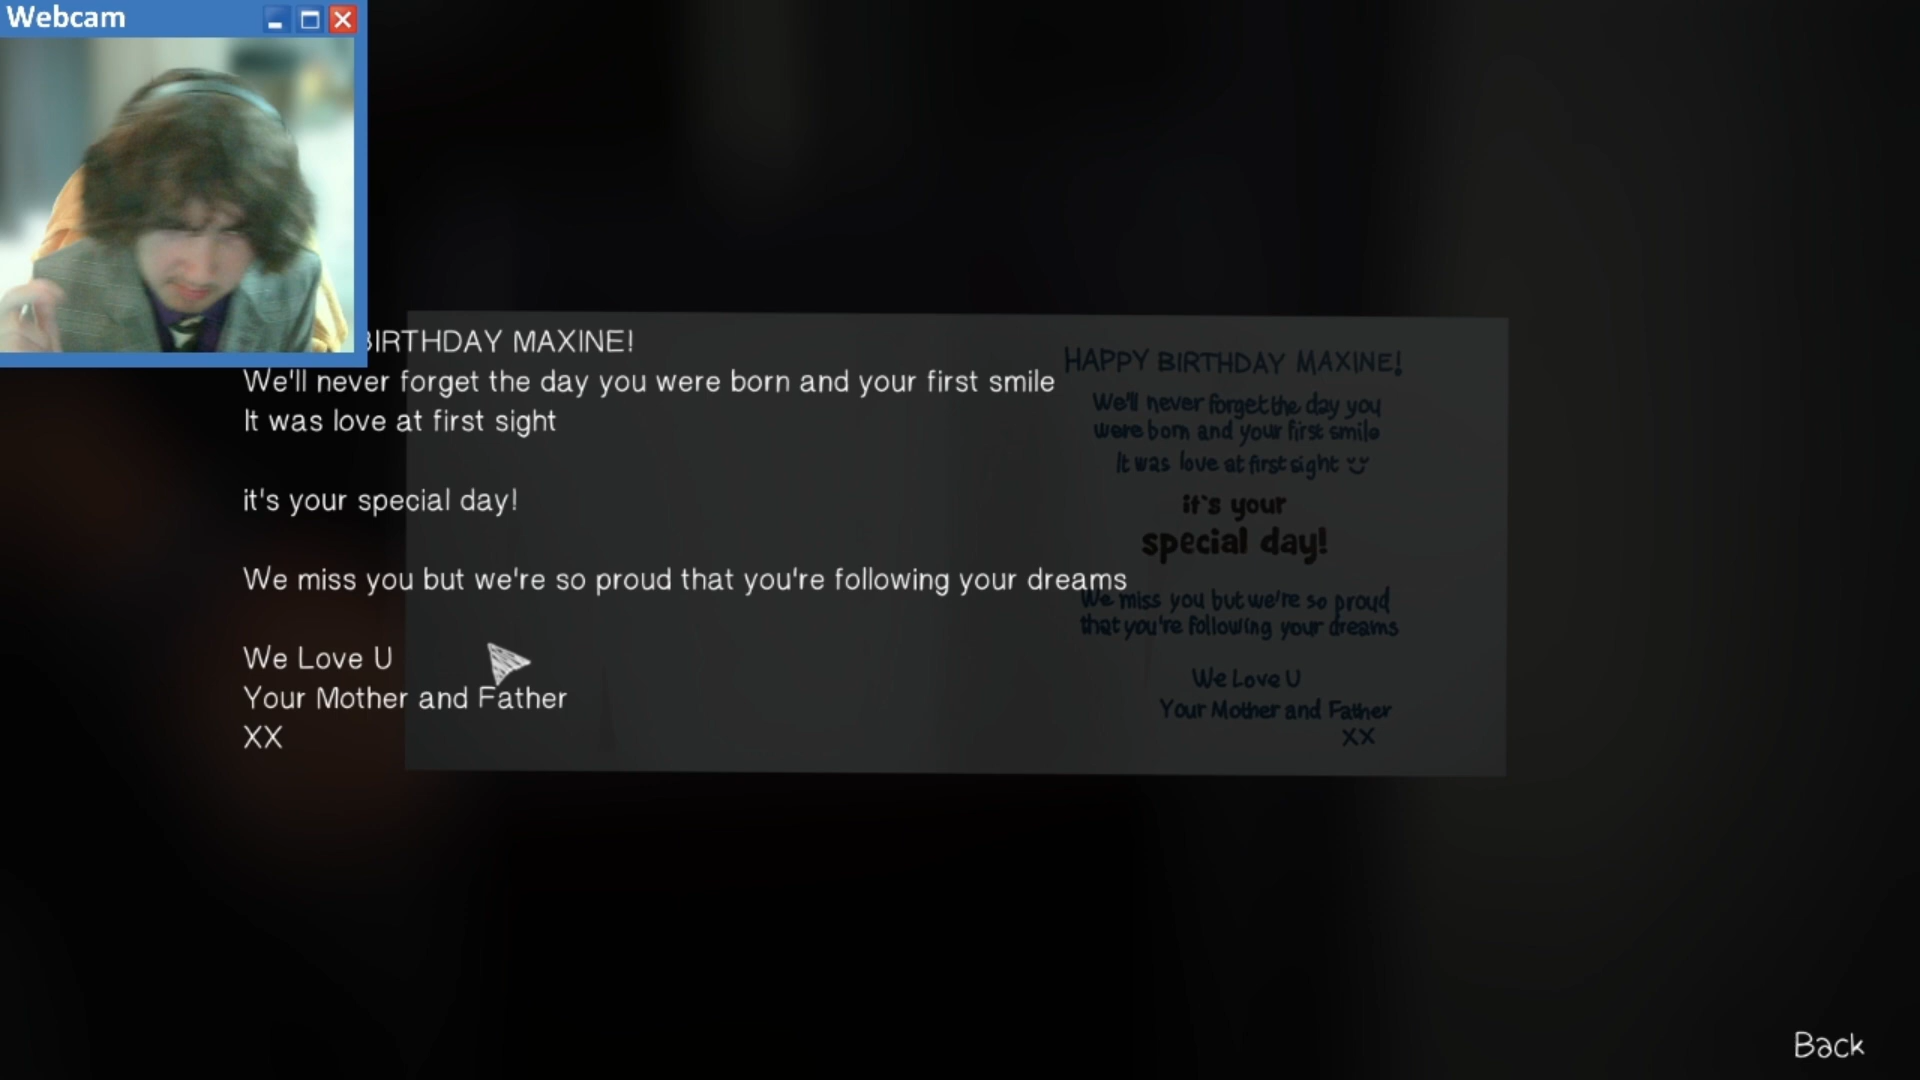 Webcam
BIRTHDAY MAXINE!
We'll never forget the day you were born and your first smile
It was love at first sight
it's your special day!
We miss you but we're so proud that you're following your dreams
We Love U
Your Mother and Father
XX
HAPPY BIRTHDAY MAXINE!
We'll never forget the day you
were born and your first smile
It was love at first sight
it's your
special day!
We miss you but we're so proud
that you're following your dreams
We Love U
Your Mother and Father
XX
Back